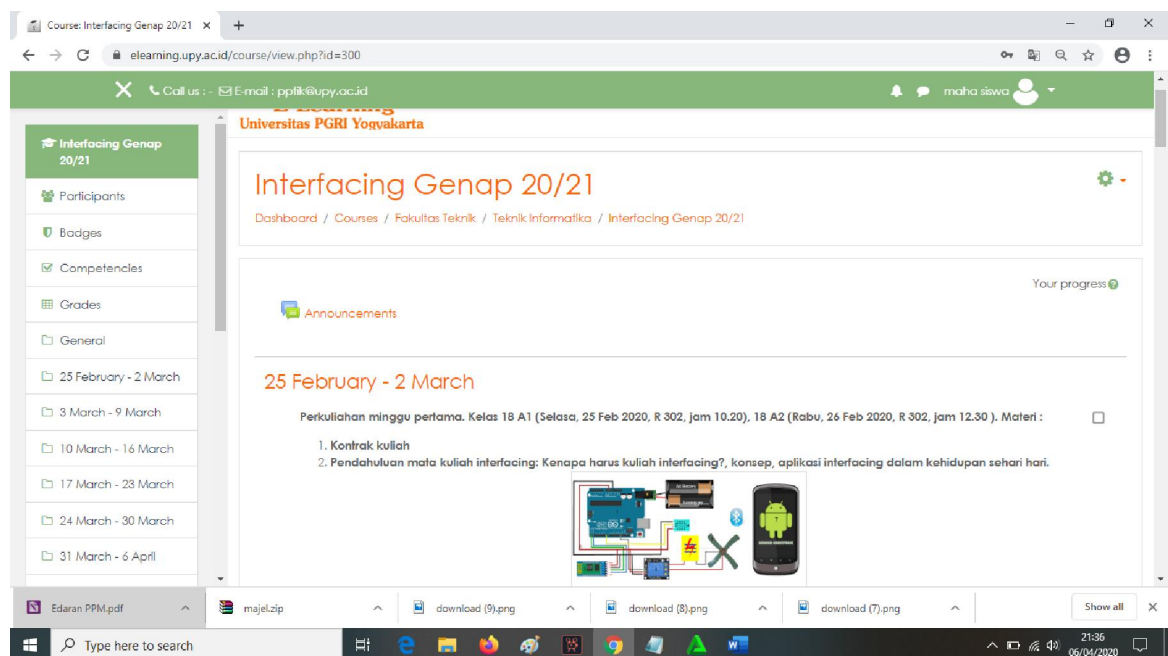 Course: Interfacing Genap 20/21
elearning.upy.ac.id/course/view.php?id=300
Call us : - E-mail : pptik@upy.ac.id
maha siswa
E-Learning
Universitas PGRI Yogyakarta
Interfacing Genap
20/21
Participants
Badges
Competencies
Grades
General
25 February - 2 March
3 March - 9 March
10 March - 16 March
17 March - 23 March
24 March - 30 March
31 March - 6 April
Interfacing Genap 20/21
Dashboard / Courses / Fakultas Teknik / Teknik Informatika / Interfacing Genap 20/21
Your progress
Announcements
25 February - 2 March
Perkuliahan minggu pertama. Kelas 18 A1 (Selasa, 25 Feb 2020, R 302, jam 10.20), 18 A2 (Rabu, 26 Feb 2020, R 302, jam 12.30 ). Materi :
1. Kontrak kuliah
2. Pendahuluan mata kuliah interfacing: Kenapa harus kuliah interfacing?, konsep, aplikasi interfacing dalam kehidupan sehari hari.
Edaran PPM.pdf
majel.zip
download (9).png
download (8).png
download (7).png
Show all
Type here to search
21:36
06/04/2020